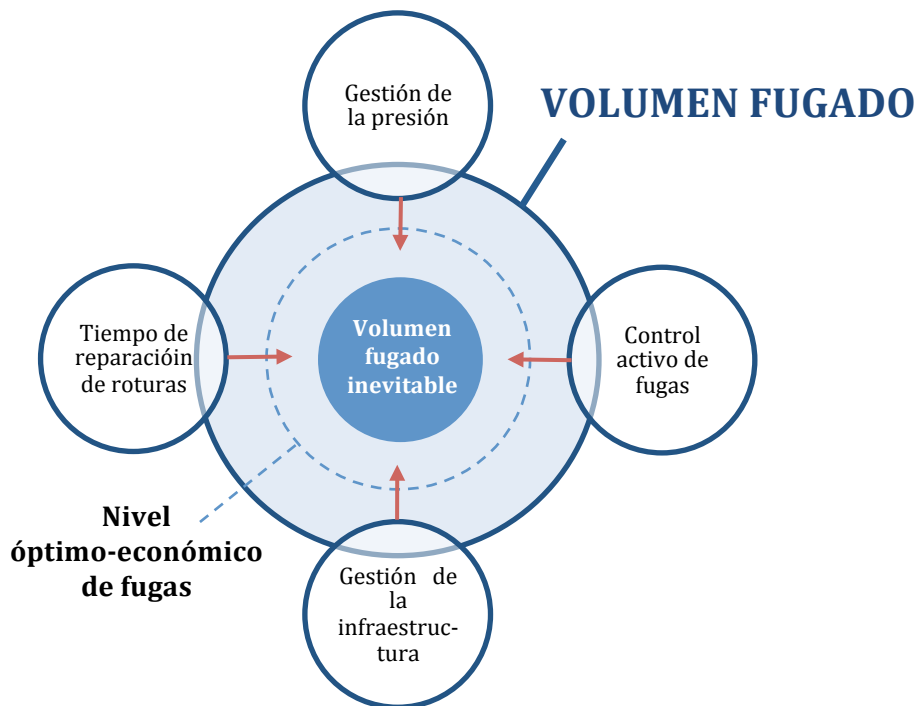 Gestión de
la presión
VOLUMEN FUGADO
Tiempo de
reparacióin
de roturas
Volumen
fugado
inevitable
Control
activo de
fugas
Nivel
óptimo-económico
de fugas
Gestión de
la
infraestruc-
tura